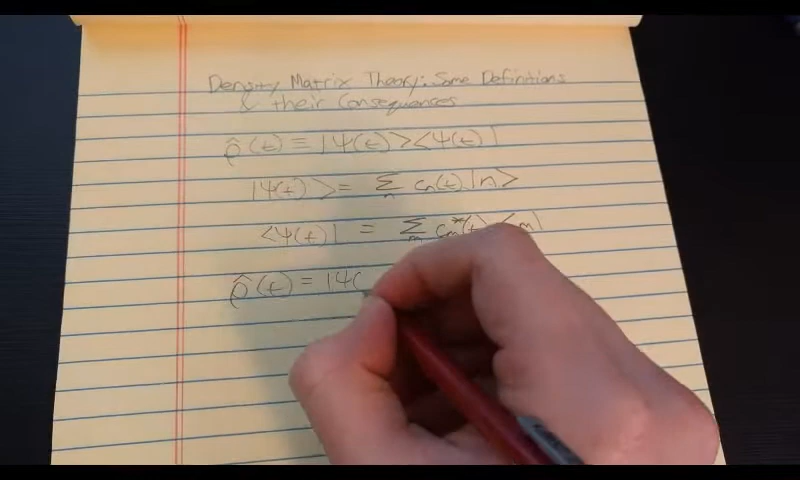 Density Matrix Theory: Some Definitions
& their Consequences
ρ̂(t) ≡ |Ψ(t)><Ψ(t)|
|Ψ(t)> = Σₙ cₙ(t) |n>
<Ψ(t)| = Σₘ cₘ*(t) <m|
ρ̂(t) = |Ψ(